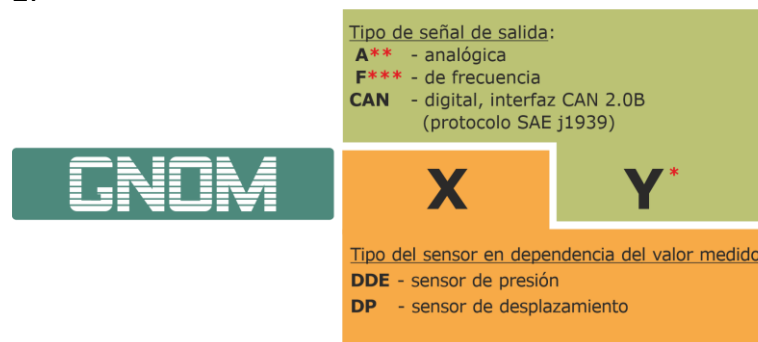 Tipo de señal de salida:
A** - analógica
F*** - de frecuencia
CAN - digital, interfaz CAN 2.0B
(protocolo SAE j1939)
GNOM X Y*
Tipo del sensor en dependencia del valor medido
DDE - sensor de presión
DP - sensor de desplazamiento